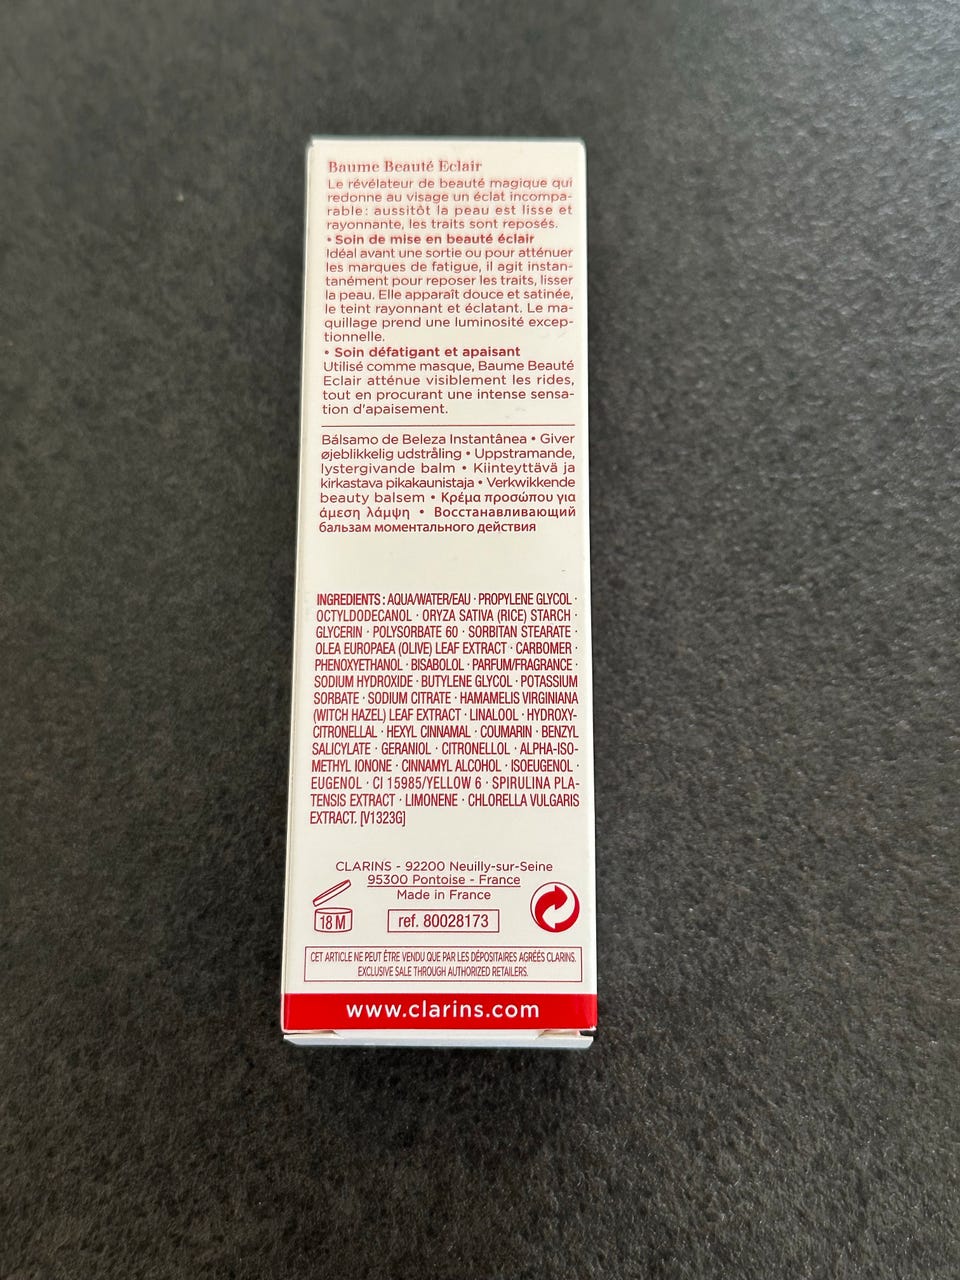 Baume Beauté Eclair
Le révélateur de beauté magique qui
redonne au visage un éclat incompa-
rable: aussitôt la peau est lisse et
rayonnante, les traits sont reposés.
• Soin de mise en beauté éclair
Idéal avant une sortie ou pour atténuer
les marques de fatigue, il agit instan-
tanément pour reposer les traits, lisser
la peau. Elle apparaît douce et satinée,
le teint rayonnant et éclatant. Le ma-
quillage prend une luminosité excep-
tionnelle.
• Soin défatigant et apaisant
Utilisé comme masque, Baume Beauté
Eclair atténue visiblement les rides,
tout en procurant une intense sensa-
tion d'apaisement.
Bálsamo de Beleza Instantânea • Giver
øjeblikkelig udstråling • Uppstramande,
lystergivande balm • Kiinteyttävä ja
kirkastava pikakaunistaja • Verkwikkende
beauty balsem • Κρέμα προσώπου για
άμεση λάμψη • Восстанавливающий
бальзам моментального действия
INGREDIENTS : AQUA/WATER/EAU · PROPYLENE GLYCOL ·
OCTYLDODECANOL · ORYZA SATIVA (RICE) STARCH ·
GLYCERIN · POLYSORBATE 60 · SORBITAN STEARATE ·
OLEA EUROPAEA (OLIVE) LEAF EXTRACT · CARBOMER ·
PHENOXYETHANOL · BISABOLOL · PARFUM/FRAGRANCE ·
SODIUM HYDROXIDE · BUTYLENE GLYCOL · POTASSIUM
SORBATE · SODIUM CITRATE · HAMAMELIS VIRGINIANA
(WITCH HAZEL) LEAF EXTRACT · LINALOOL · HYDROXY-
CITRONELLAL · HEXYL CINNAMAL · COUMARIN · BENZYL
SALICYLATE · GERANIOL · CITRONELLOL · ALPHA-ISO-
METHYL IONONE · CINNAMYL ALCOHOL · ISOEUGENOL ·
EUGENOL · CI 15985/YELLOW 6 · SPIRULINA PLA-
TENSIS EXTRACT · LIMONENE · CHLORELLA VULGARIS
EXTRACT. [V1323G]
CLARINS - 92200 Neuilly-sur-Seine
95300 Pontoise - France
Made in France
18 M
ref. 80028173
CET ARTICLE NE PEUT ÊTRE VENDU QUE PAR LES DÉPOSITAIRES AGRÉÉS CLARINS.
EXCLUSIVE SALE THROUGH AUTHORIZED RETAILERS.
www.clarins.com